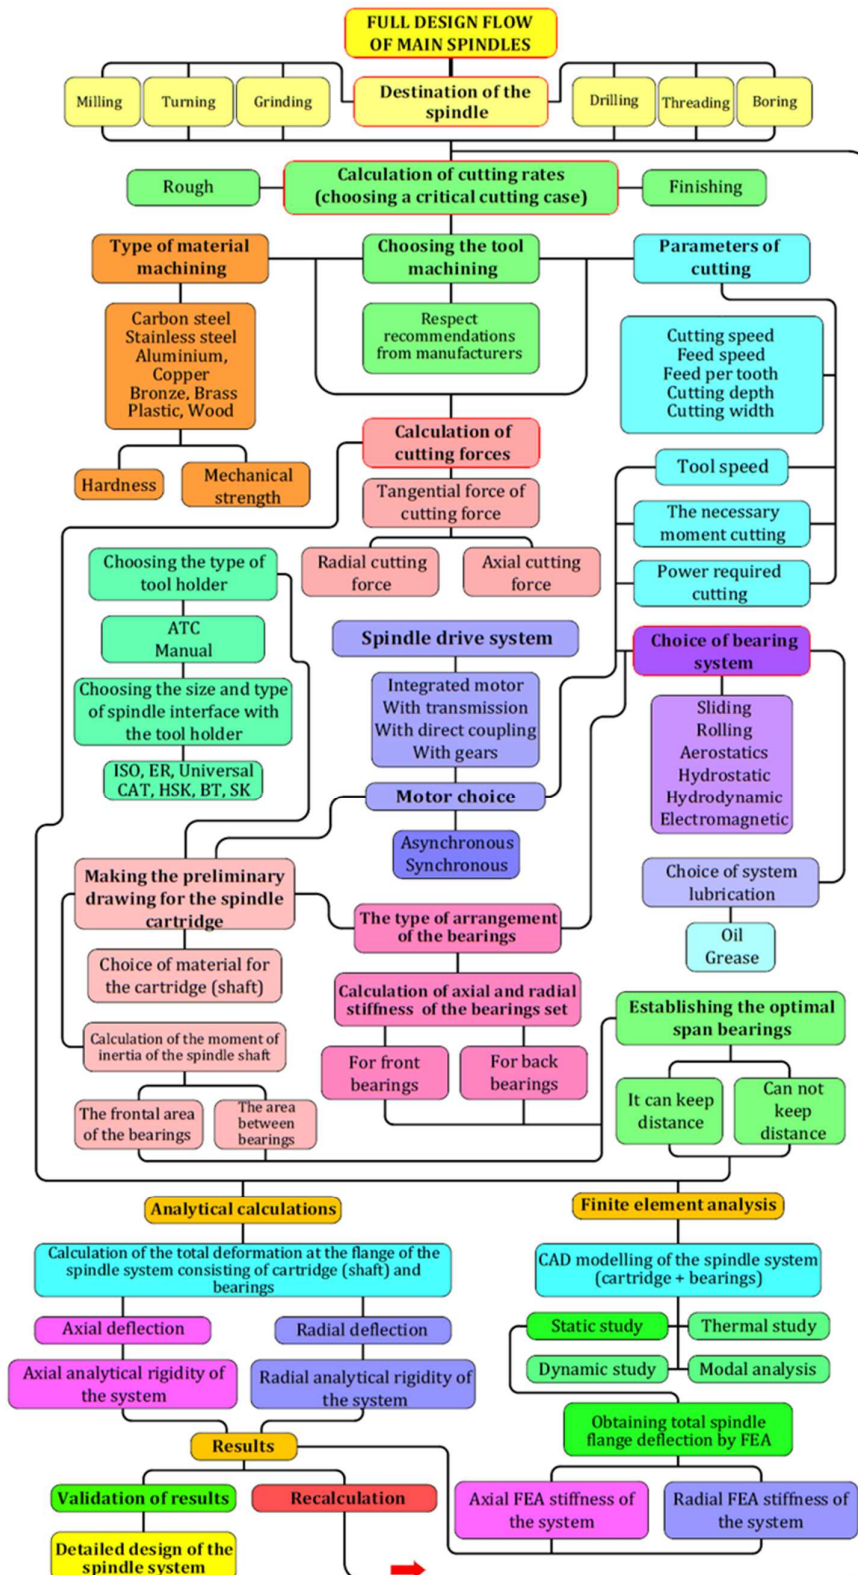 FULL DESIGN FLOW
OF MAIN SPINDLES
Milling
Turning
Grinding
Destination of the
spindle
Drilling
Threading
Boring
Rough
Calculation of cutting rates
(choosing a critical cutting case)
Finishing
Type of material
machining
Choosing the tool
machining
Parameters of
cutting
Carbon steel
Stainless steel
Aluminium,
Copper
Bronze, Brass
Plastic, Wood
Respect
recommendations
from manufacturers
Cutting speed
Feed speed
Feed per tooth
Cutting depth
Cutting width
Hardness
Mechanical
strength
Calculation of
cutting forces
Tool speed
Tangential force of
cutting force
The necessary
moment cutting
Radial cutting
force
Axial cutting
force
Power required
cutting
Choosing the type of
tool holder
ATC
Manual
Choosing the size and type
of spindle interface with
the tool holder
ISO, ER, Universal
CAT, HSK, BT, SK
Spindle drive system
Integrated motor
With transmission
With direct coupling
With gears
Motor choice
Asynchronous
Synchronous
Choice of bearing
system
Sliding
Rolling
Aerostatics
Hydrostatic
Hydrodynamic
Electromagnetic
Choice of system
lubrication
Oil
Grease
Making the preliminary
drawing for the spindle
cartridge
Choice of material for
the cartridge (shaft)
Calculation of the moment of
inertia of the spindle shaft
The frontal area
of the bearings
The area
between
bearings
The type of arrangement
of the bearings
Calculation of axial and radial
stiffness of the bearings set
For front
bearings
For back
bearings
Establishing the optimal
span bearings
It can keep
distance
Can not
keep
distance
Analytical calculations
Finite element analysis
Calculation of the total deformation at the flange of the
spindle system consisting of cartridge (shaft) and
bearings
CAD modelling of the spindle system
(cartridge + bearings)
Axial deflection
Radial deflection
Static study
Thermal study
Axial analytical rigidity of
the system
Radial analytical rigidity of
the system
Dynamic study
Modal analysis
Results
Obtaining total spindle
flange deflection by FEA
Validation of results
Recalculation
Axial FEA stiffness of
the system
Radial FEA stiffness of
the system
Detailed design of the
spindle system